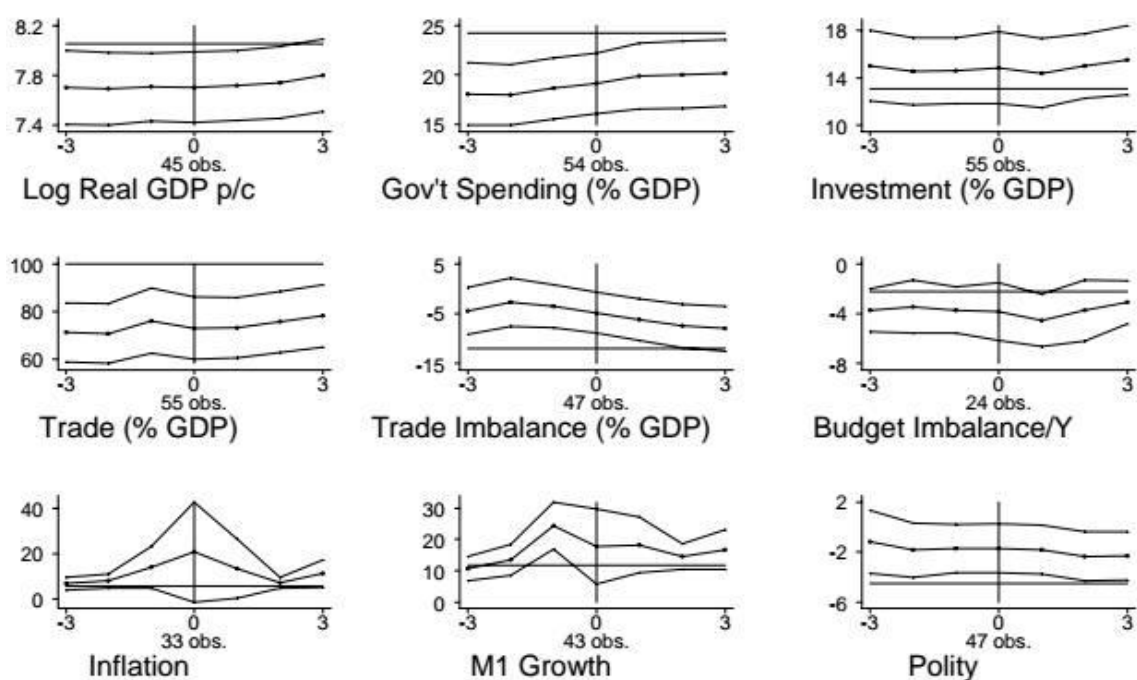 8.2
7.8
7.4
-3 0 3
45 obs.
Log Real GDP p/c
25
20
15
-3 0 3
54 obs.
Gov't Spending (% GDP)
18
14
10
-3 0 3
55 obs.
Investment (% GDP)
100
80
60
-3 0 3
55 obs.
Trade (% GDP)
5
-5
-15
-3 0 3
47 obs.
Trade Imbalance (% GDP)
0
-4
-8
-3 0 3
24 obs.
Budget Imbalance/Y
40
20
0
-3 0 3
33 obs.
Inflation
30
20
10
0
-3 0 3
43 obs.
M1 Growth
2
-2
-6
-3 0 3
47 obs.
Polity